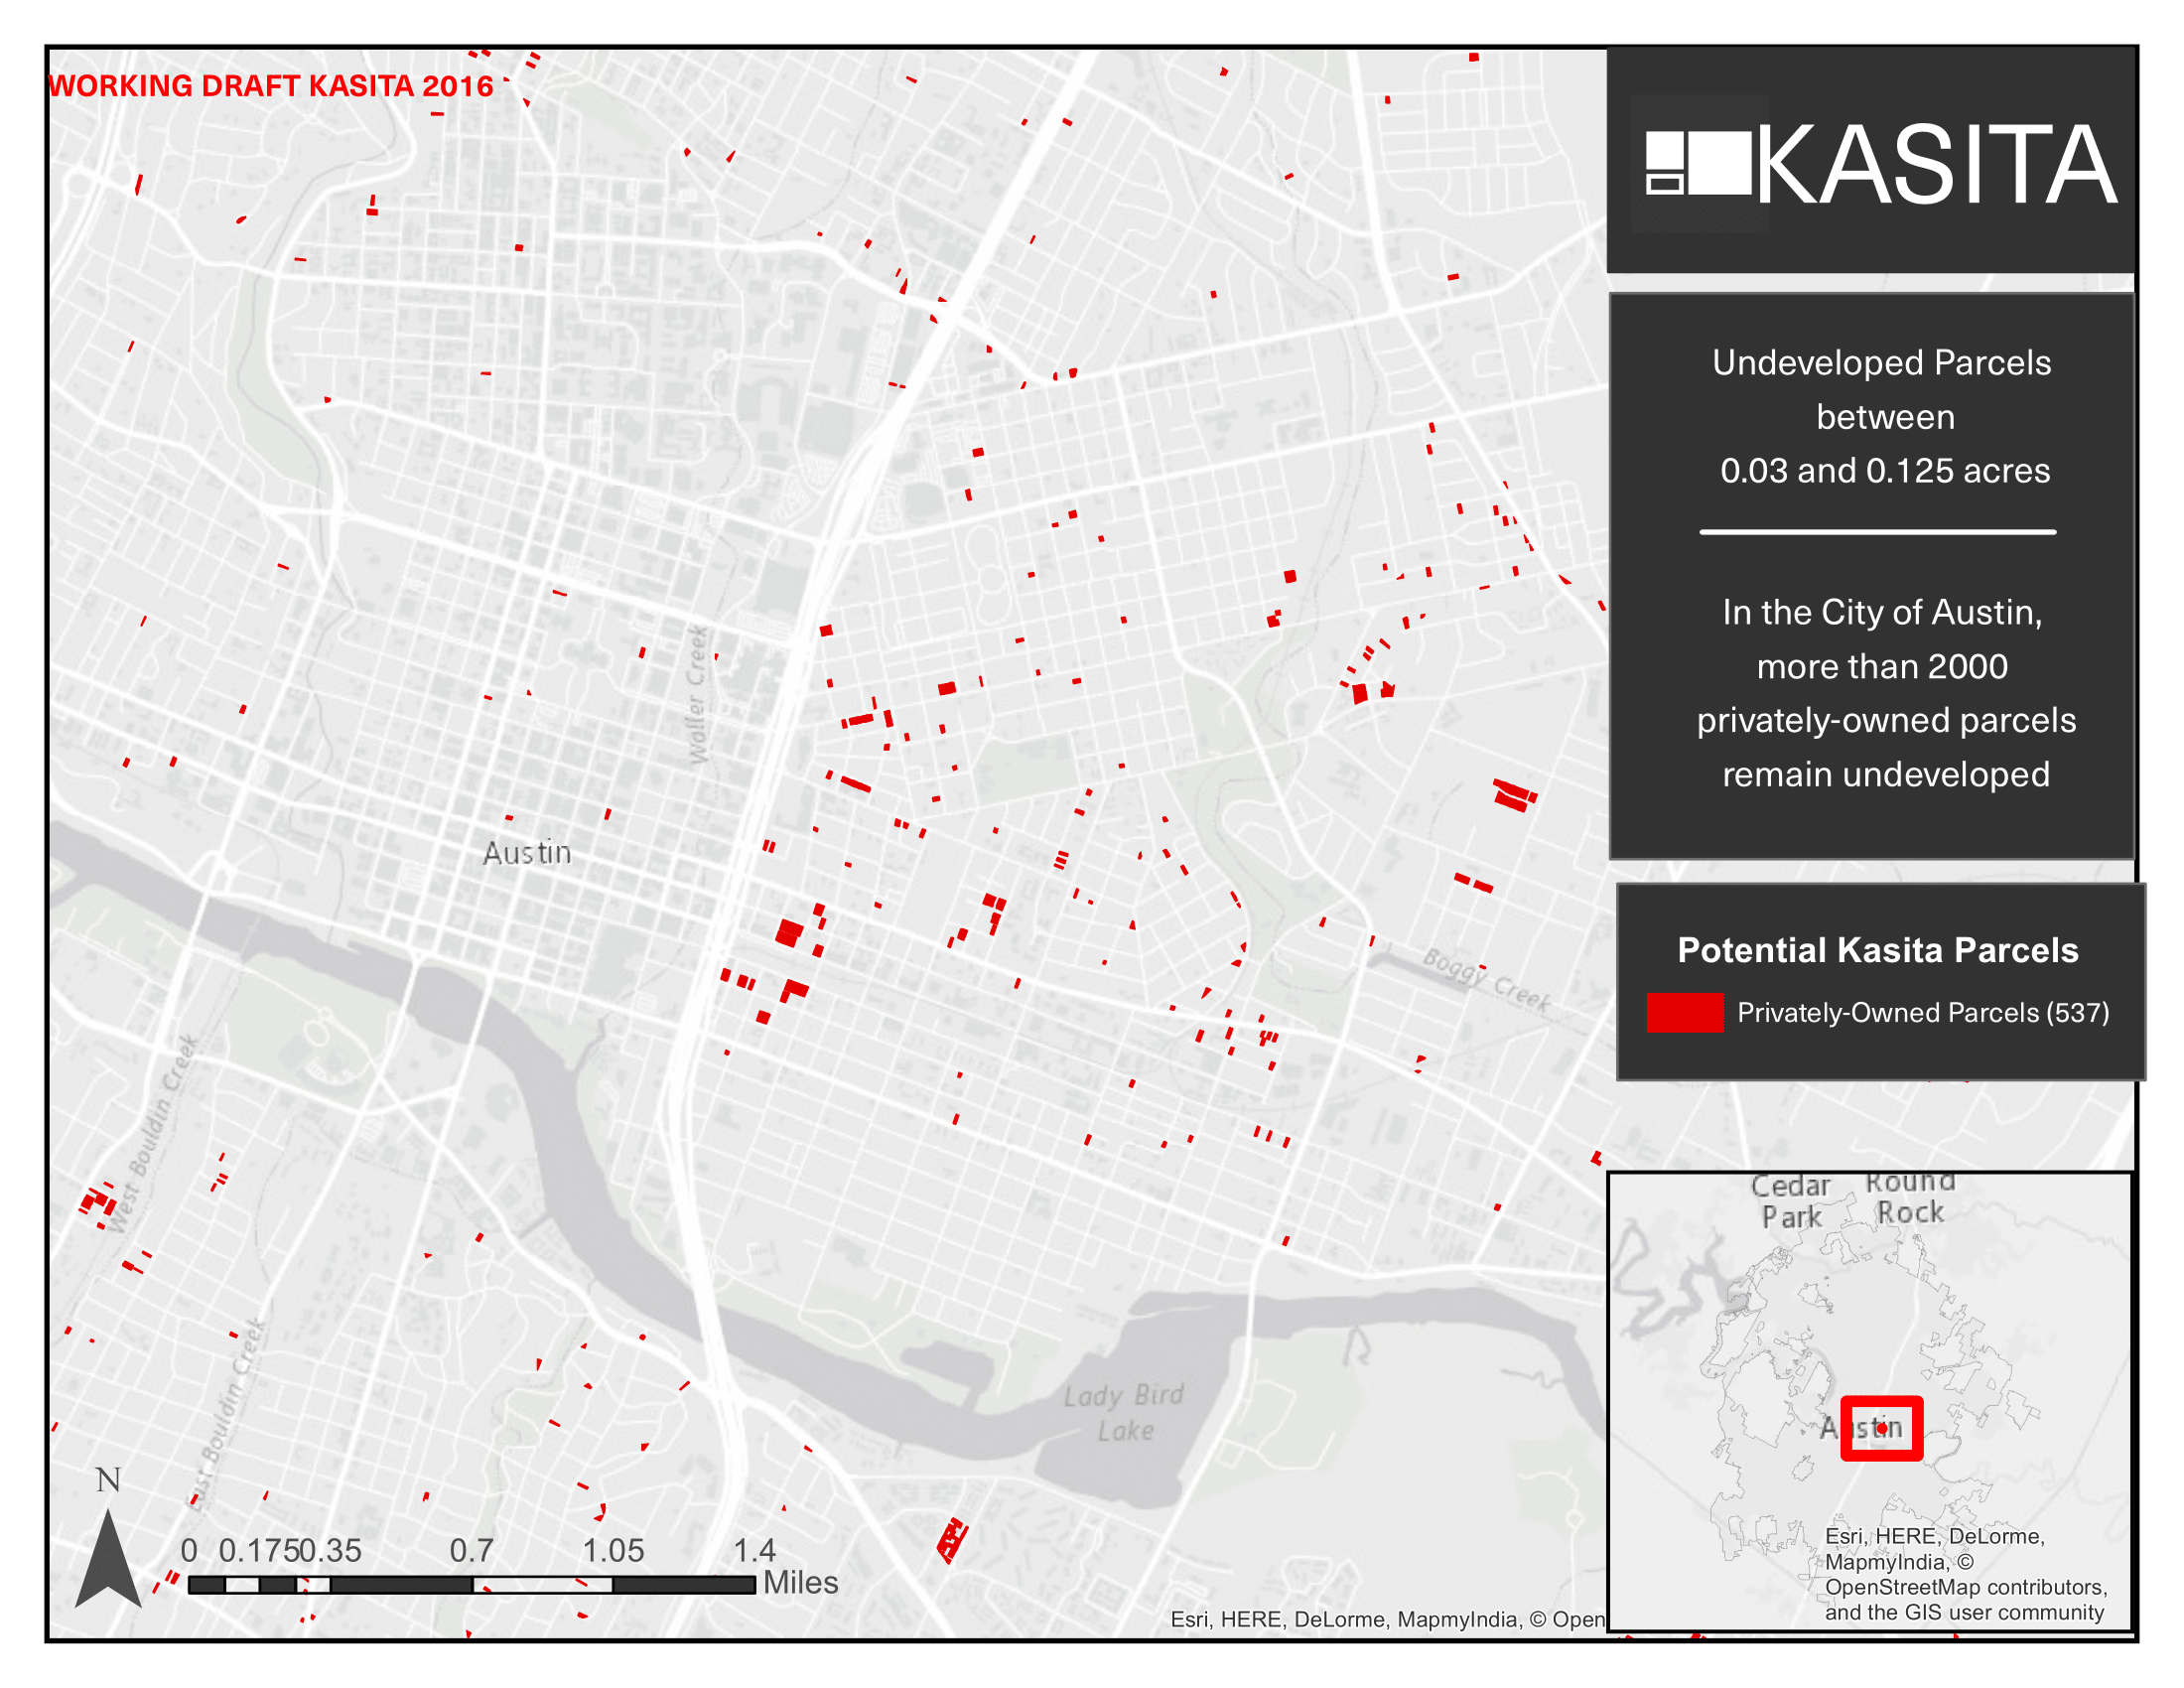 WORKING DRAFT KASITA 2016
KASITA
Undeveloped Parcels
between
0.03 and 0.125 acres
In the City of Austin,
more than 2000
privately-owned parcels
remain undeveloped
Potential Kasita Parcels
Privately-Owned Parcels (537)
Waller Creek
Austin
Boggy Creek
West Bouldin Creek
East Bouldin Creek
Lady Bird
Lake
N
0 0.175 0.35 0.7 1.05 1.4
Miles
Esri, HERE, DeLorme, MapmyIndia, © Open
Cedar
Park
Round
Rock
Austin
Esri, HERE, DeLorme,
MapmyIndia, ©
OpenStreetMap contributors,
and the GIS user community